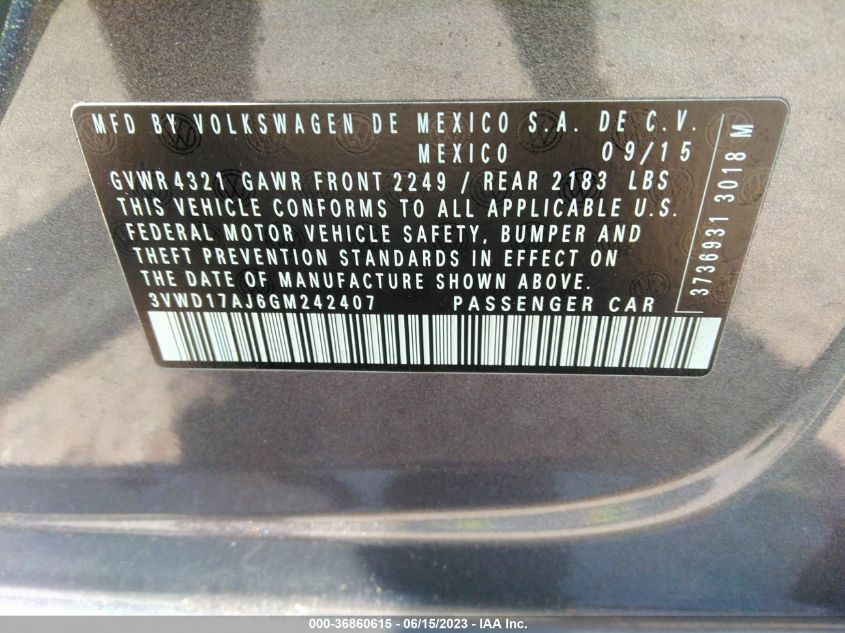 MFD BY VOLKSWAGEN DE MEXICO S.A. DE C.V.
MEXICO 09/15
GVWR 4321 GAWR FRONT 2249 / REAR 2183 LBS
THIS VEHICLE CONFORMS TO ALL APPLICABLE U.S.
FEDERAL MOTOR VEHICLE SAFETY, BUMPER AND
THEFT PREVENTION STANDARDS IN EFFECT ON
THE DATE OF MANUFACTURE SHOWN ABOVE.
3VWD17AJ6GM242407 PASSENGER CAR
3736931 3018 M
000-36860615 - 06/15/2023 - © IAA Inc.